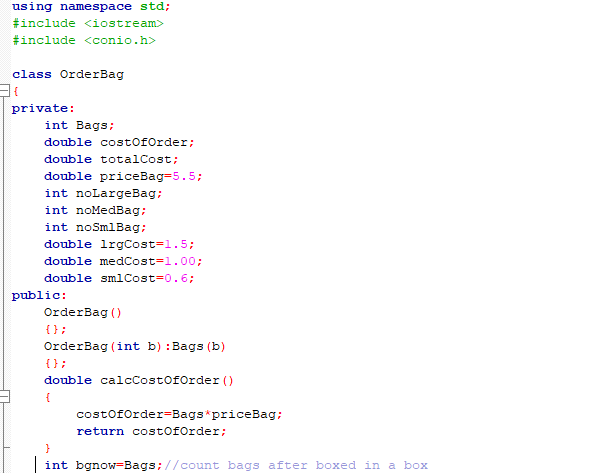 using namespace std;
#include <iostream>
#include <conio.h>
class OrderBag
{
private:
int Bags;
double costOfOrder;
double totalCost;
double priceBag=5.5;
int noLargeBag;
int noMedBag;
int noSmlBag;
double lrgCost=1.5;
double medCost=1.00;
double smlCost=0.6;
public:
OrderBag()
{};
OrderBag(int b):Bags(b)
{};
double calcCostOfOrder()
{
costOfOrder=Bags*priceBag;
return costOfOrder;
}
int bgnow=Bags;//count bags after boxed in a box